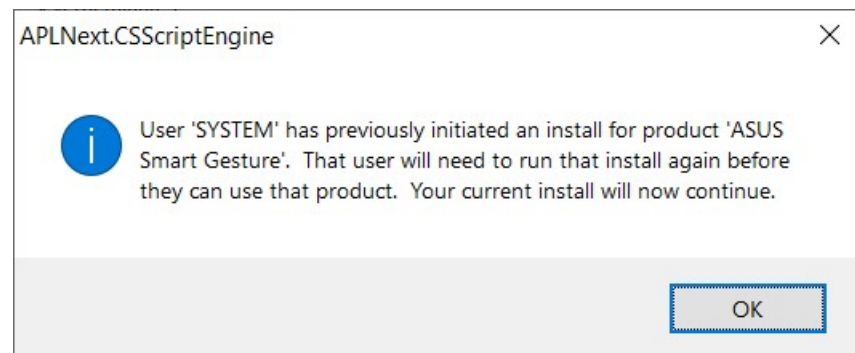 APLNext.CSScriptEngine
User 'SYSTEM' has previously initiated an install for product 'ASUS
Smart Gesture'.  That user will need to run that install again before
they can use that product.  Your current install will now continue.
OK